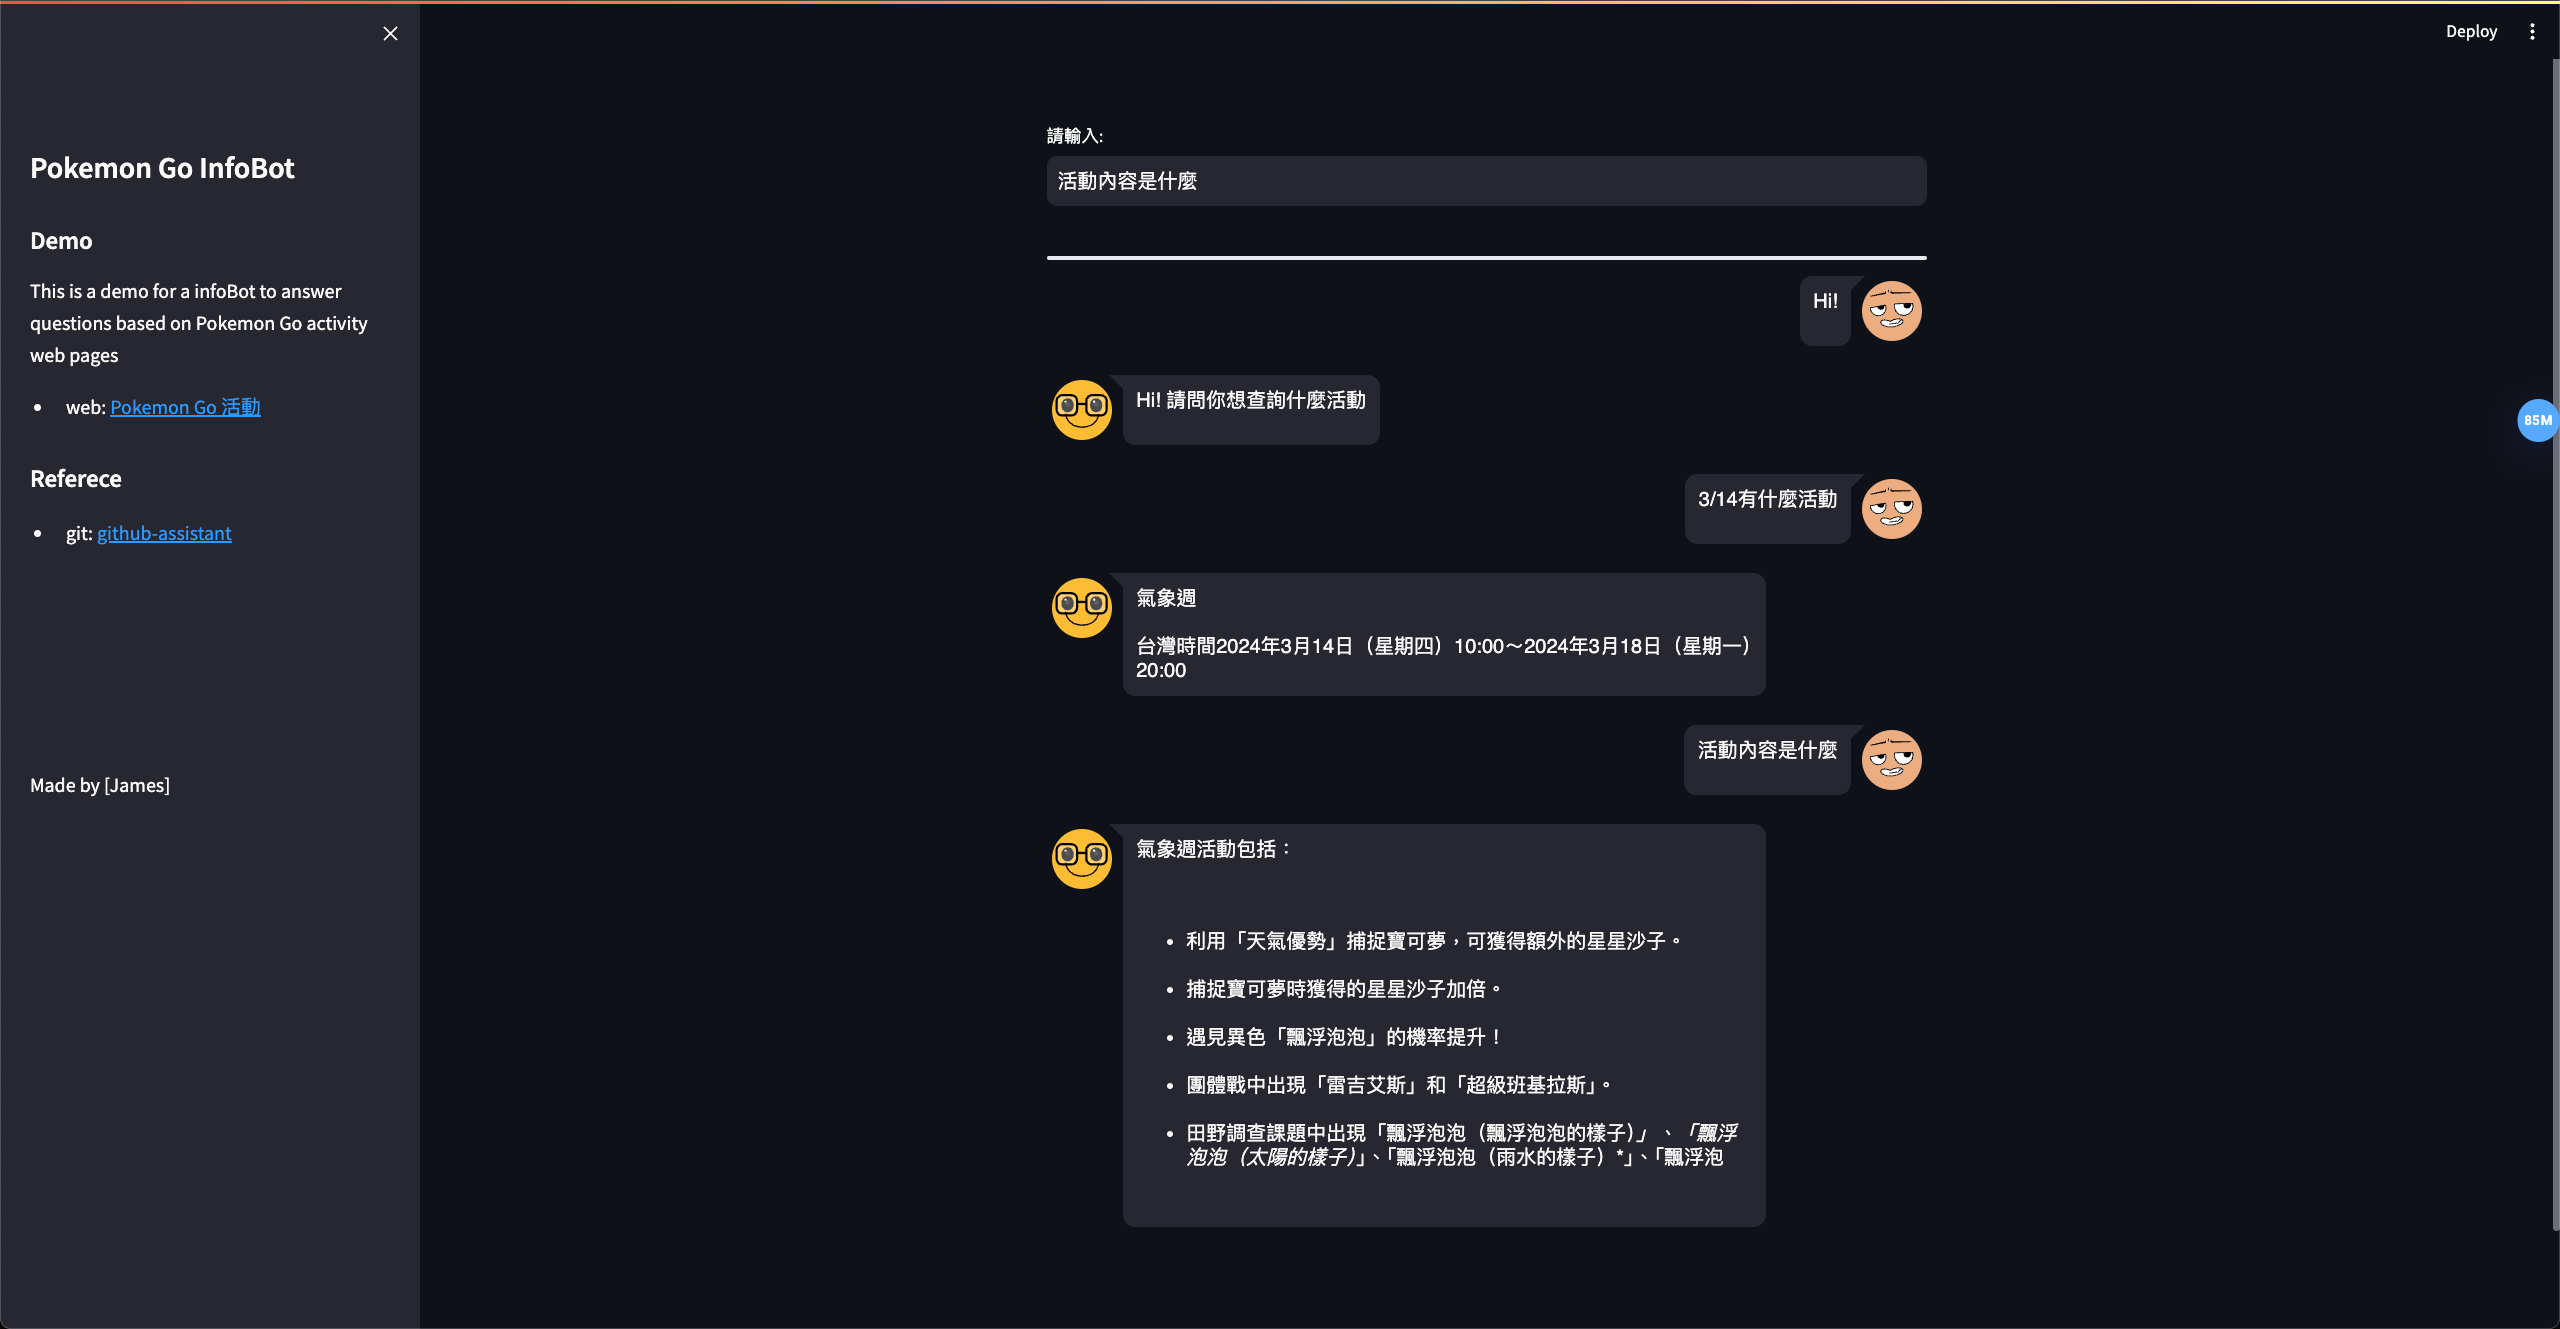 Deploy
Pokemon Go InfoBot
Demo
This is a demo for a infoBot to answer
questions based on Pokemon Go activity
web pages
web: Pokemon Go 活動
Referece
git: github-assistant
Made by [James]
請輸入:
活動內容是什麼
Hi!
Hi! 請問你想查詢什麼活動
85M
3/14有什麼活動
氣象週
台灣時間2024年3月14日（星期四）10:00～2024年3月18日（星期一）
20:00
活動內容是什麼
氣象週活動包括：
利用「天氣優勢」捕捉寶可夢，可獲得額外的星星沙子。
捕捉寶可夢時獲得的星星沙子加倍。
遇見異色「飄浮泡泡」的機率提升！
團體戰中出現「雷吉艾斯」和「超級班基拉斯」。
田野調查課題中出現「飄浮泡泡（飄浮泡泡的樣子）」、「飄浮
泡泡（太陽的樣子）」、「飄浮泡泡（雨水的樣子）*」、「飄浮泡